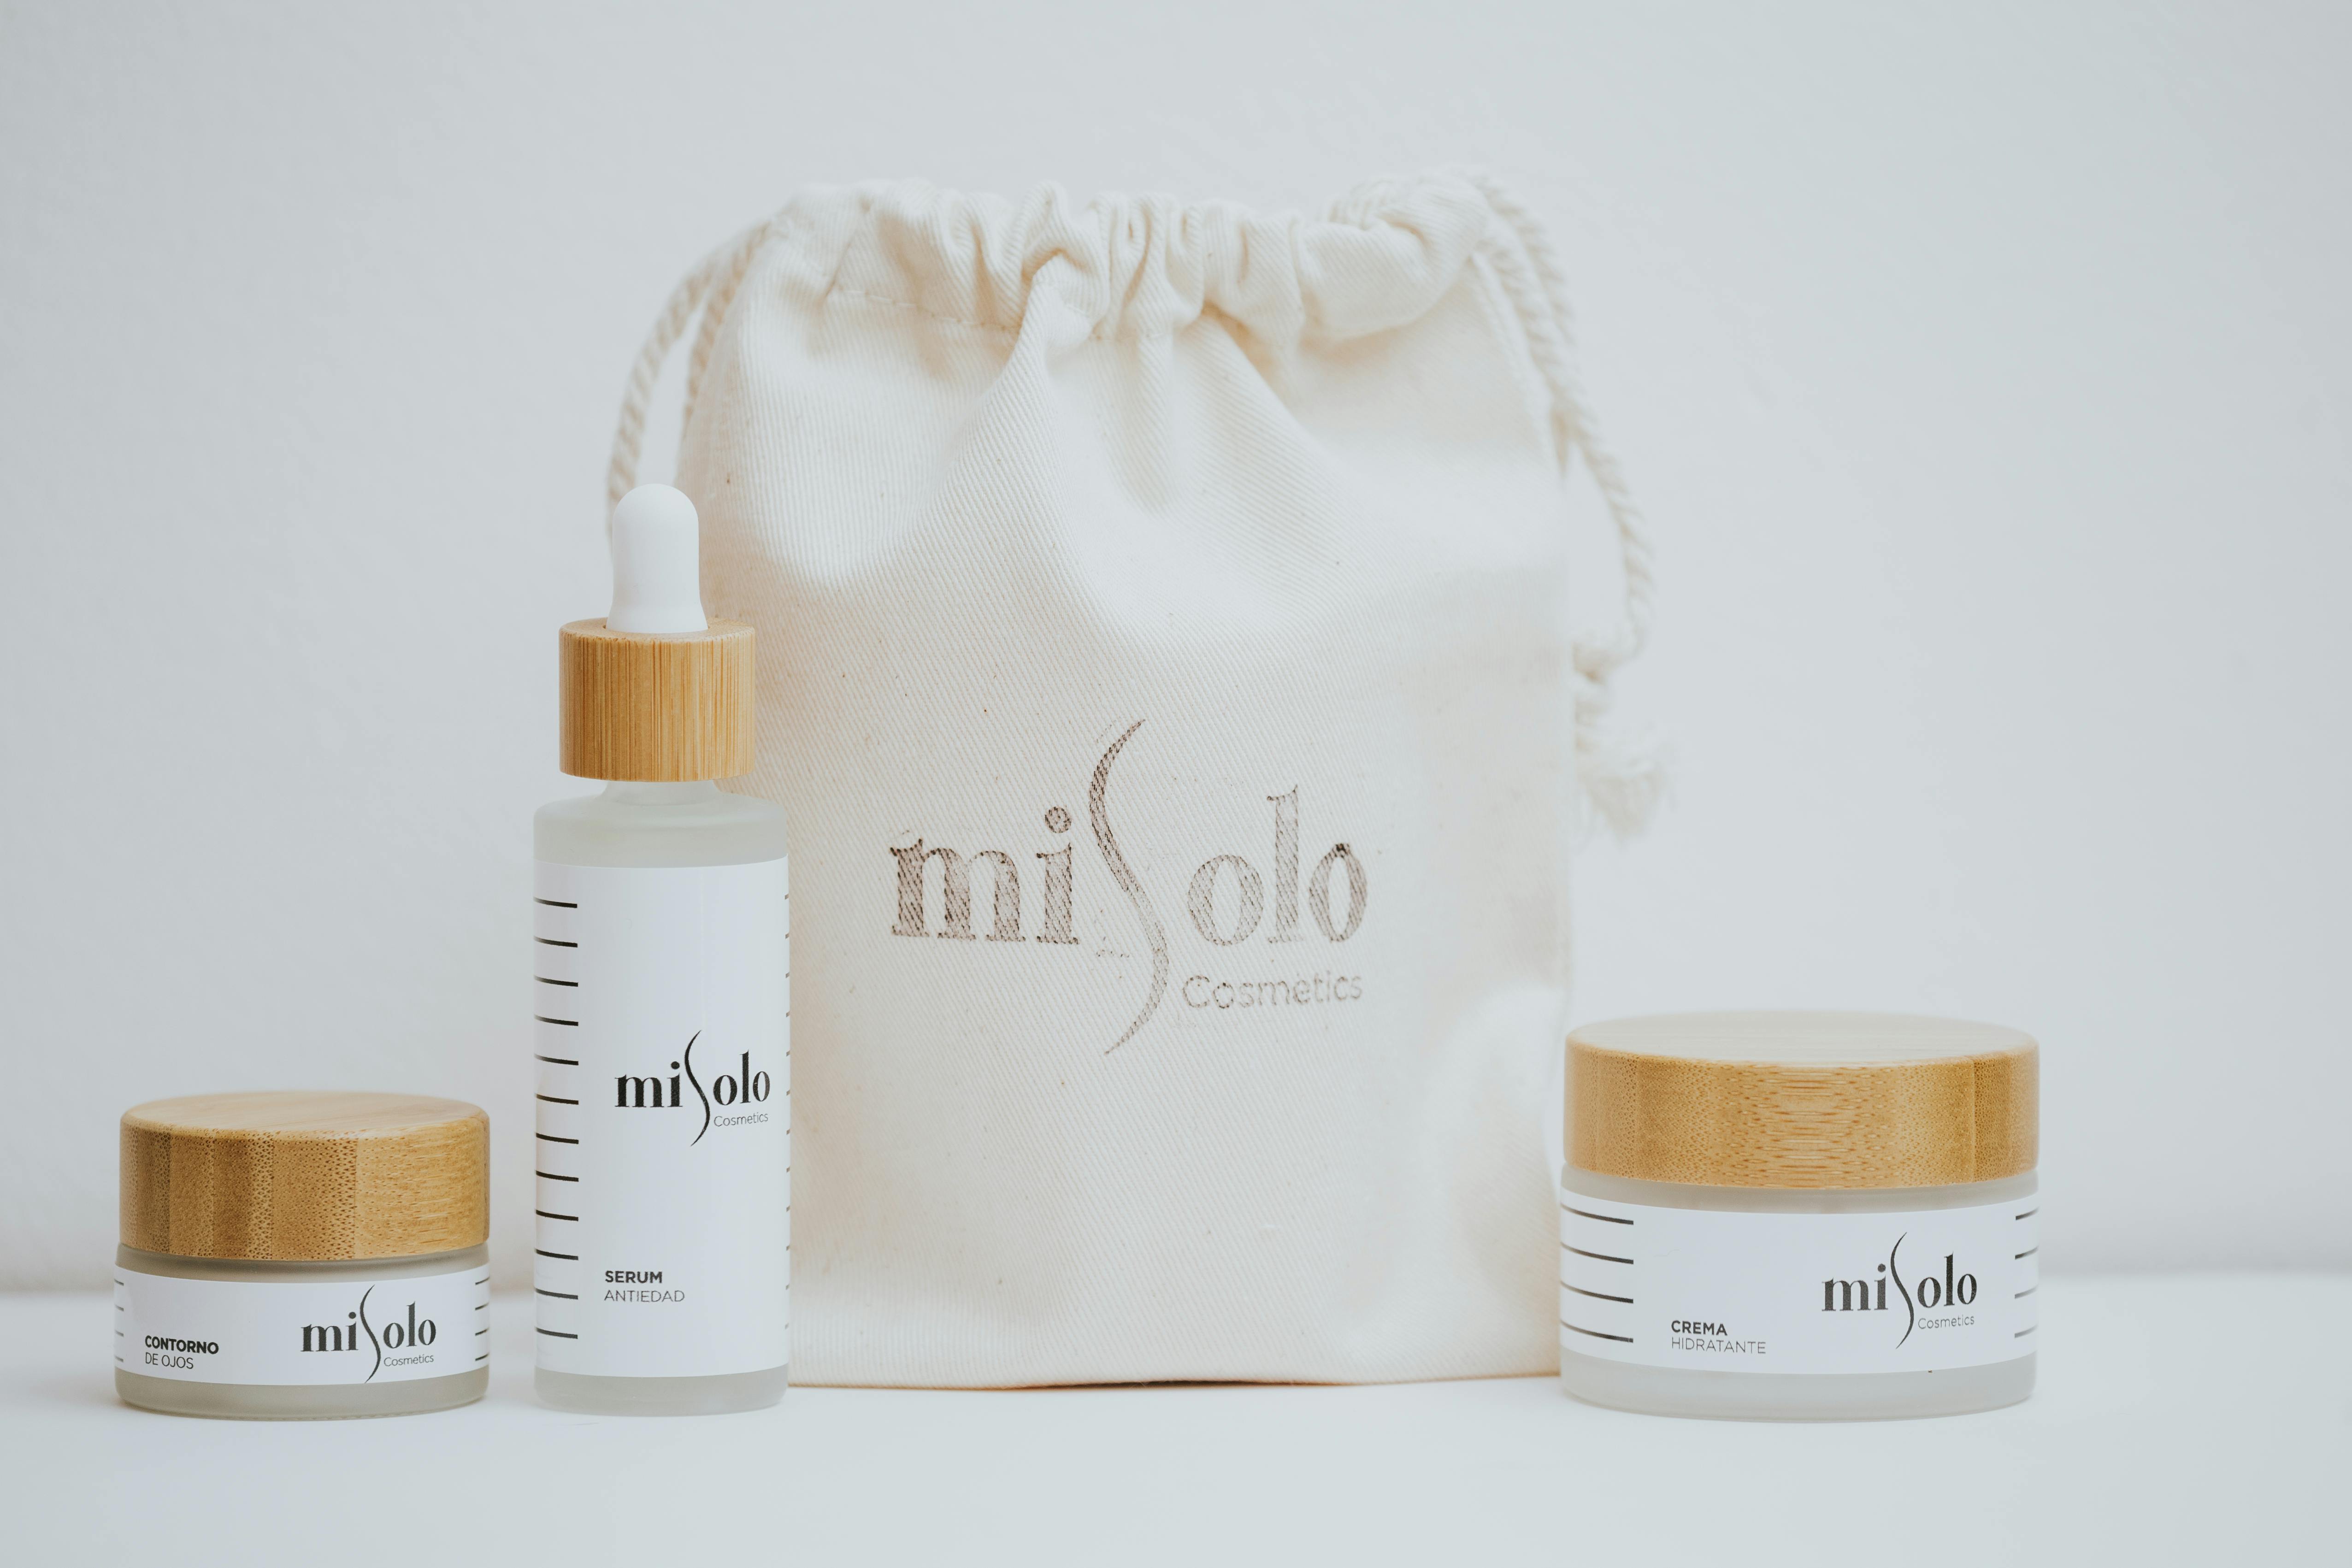 miSolo
Cosmetics
miSolo
Cosmetics
SERUM
ANTIEDAD
CONTORNO
DE OJOS
miSolo
Cosmetics
CREMA
HIDRATANTE
miSolo
Cosmetics